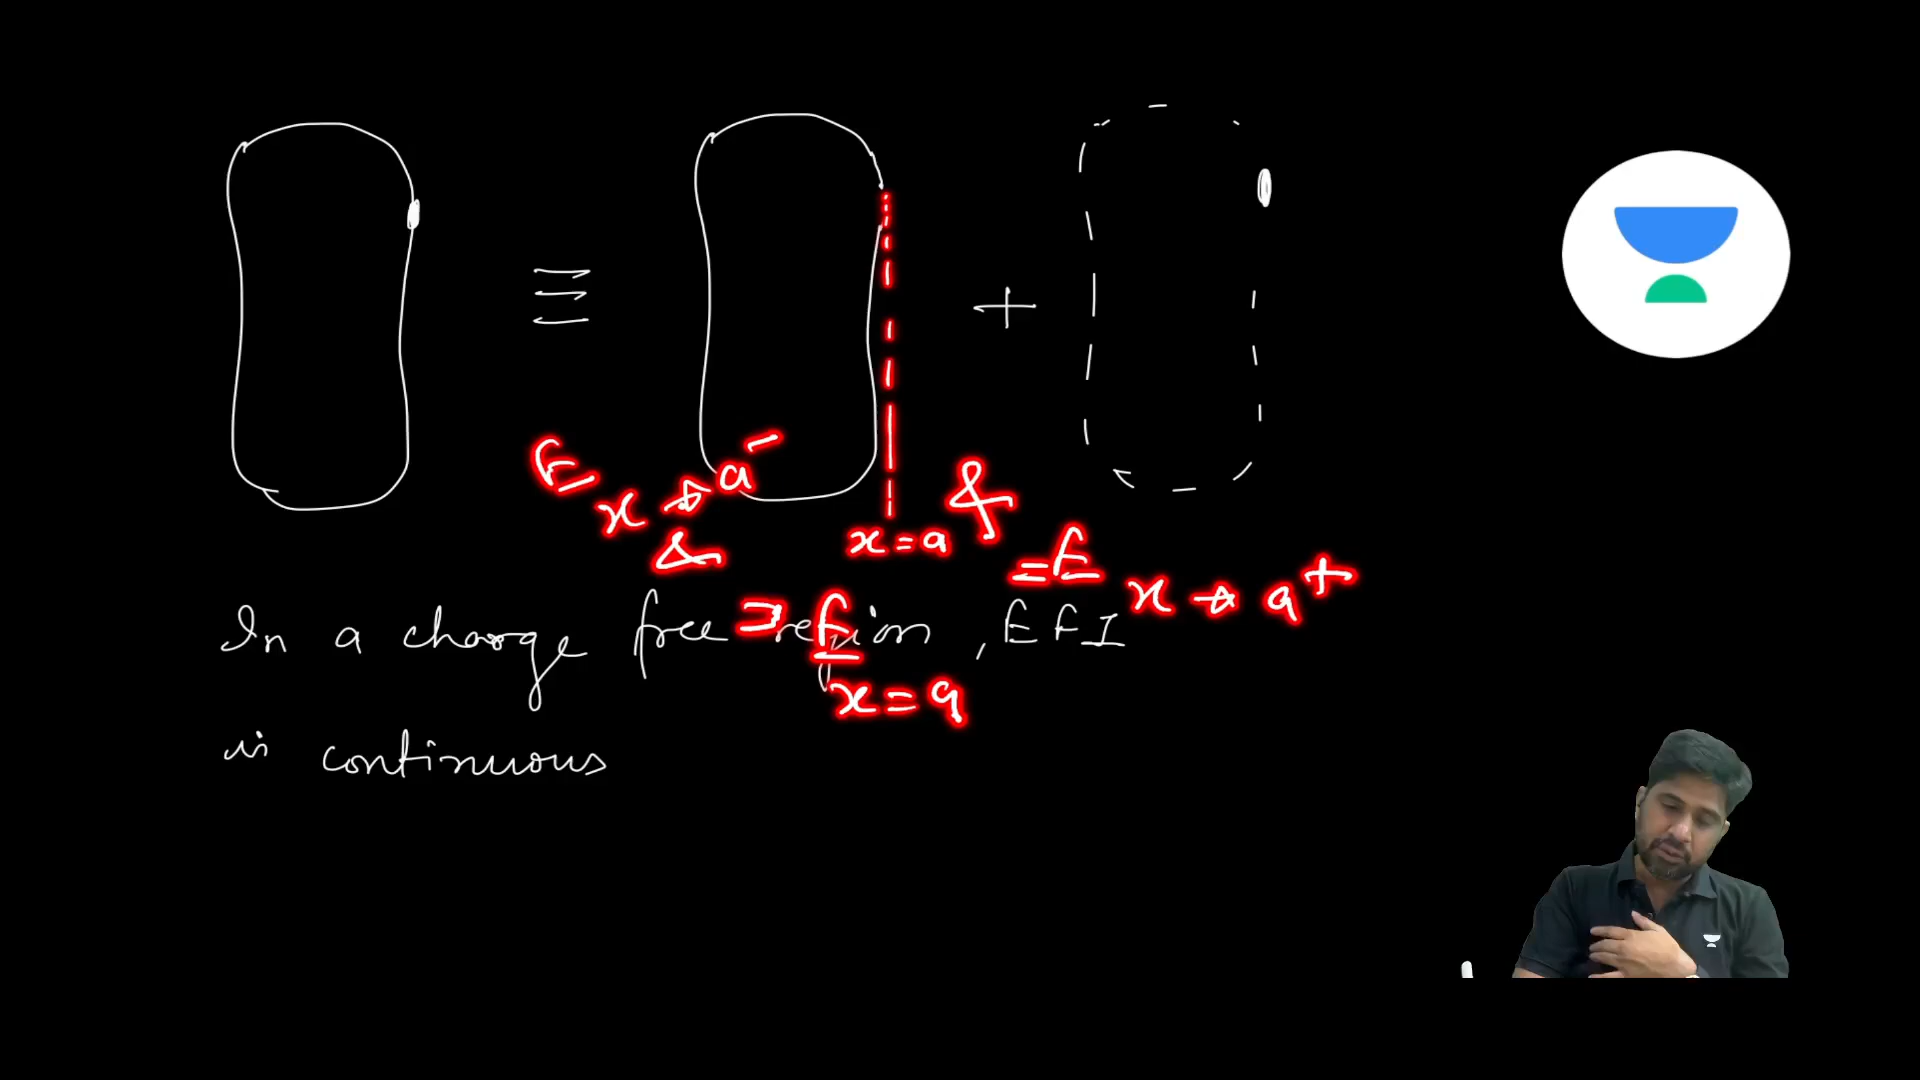 ≡
+
E x → a⁻
&
x = a
&
= E x → a⁺
= E x = a
In a charge free region , EFI
is continuous